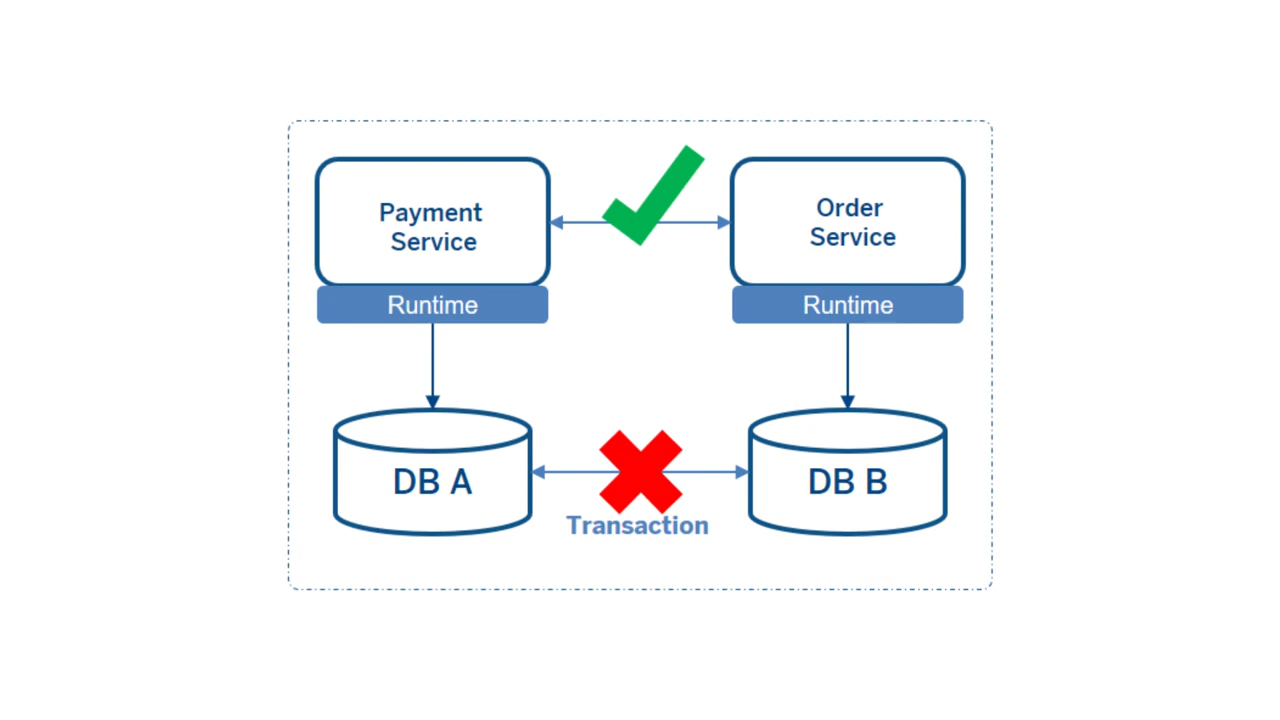 Payment
Service
Order
Service
Runtime
Runtime
DB A
DB B
Transaction